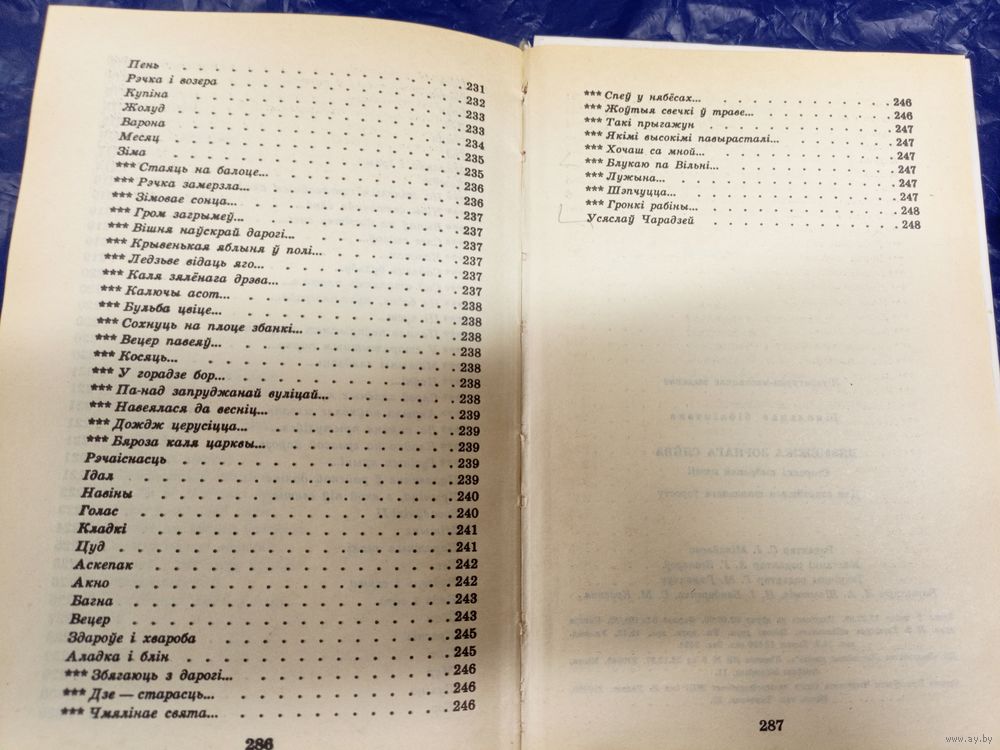 Пень . . . . . . . . . . . . 231
Рэчка і возера . . . . . . . . . . . . 232
Купіна . . . . . . . . . . . . 233
Жолуд . . . . . . . . . . . . 233
Варона . . . . . . . . . . . . 234
Месяц . . . . . . . . . . . . 235
Зіма . . . . . . . . . . . . 235
*** Стаяць на балоце... . . . . . . . . . . 236
*** Рэчка замерзла... . . . . . . . . . . 236
*** Зімовае сонца... . . . . . . . . . . 237
*** Гром загрымеў... . . . . . . . . . . 237
*** Вішня наўскрай дарогі... . . . . . . . . 237
*** Крывенькая яблыня ў полі... . . . . . . . 237
*** Ледзьве відаць яго... . . . . . . . . . 237
*** Каля зялёнага дрэва... . . . . . . . . . 237
*** Калючы асот... . . . . . . . . . . 238
*** Бульба цвіце... . . . . . . . . . . 238
*** Сохнуць на плоце збанкі... . . . . . . . . 238
*** Вецер павеяў... . . . . . . . . . . 238
*** Косяць... . . . . . . . . . . . 238
*** У горадзе бор... . . . . . . . . . . 238
*** Па-над запруджанай вуліцай... . . . . . . . 238
*** Навеялася да весніц... . . . . . . . . . 239
*** Дождж церусіцца... . . . . . . . . . . 239
*** Бяроза каля царквы... . . . . . . . . . 239
Рэчаіснасць . . . . . . . . . . . . 239
Ідал . . . . . . . . . . . . 239
Навіны . . . . . . . . . . . . 240
Голас . . . . . . . . . . . . 240
Кладкі . . . . . . . . . . . . 241
Цуд . . . . . . . . . . . . 241
Аскепак . . . . . . . . . . . . 242
Акно . . . . . . . . . . . . 242
Багна . . . . . . . . . . . . 243
Вецер . . . . . . . . . . . . 243
Здароўе і хвароба . . . . . . . . . . . . 245
Аладка і блін . . . . . . . . . . . . 245
*** Збягаюць з дарогі... . . . . . . . . . . 246
*** Дзе — старасць... . . . . . . . . . . 246
*** Чмялінае свята... . . . . . . . . . . 246
286
*** Спеў у нябёсах... . . . . . . . . . . 246
*** Жоўтыя свечкі ў траве... . . . . . . . . 246
*** Такі прыгажун . . . . . . . . . . 247
*** Якімі высокімі павырасталі... . . . . . . . 247
*** Хочаш са мной... . . . . . . . . . . 247
*** Блукаю па Вільні... . . . . . . . . . 247
*** Лужына... . . . . . . . . . . 247
*** Шэпчуцца... . . . . . . . . . . 247
*** Гронкі рабіны... . . . . . . . . . . 248
Усяслаў Чарадзей . . . . . . . . . . 248
287
www.ay.by